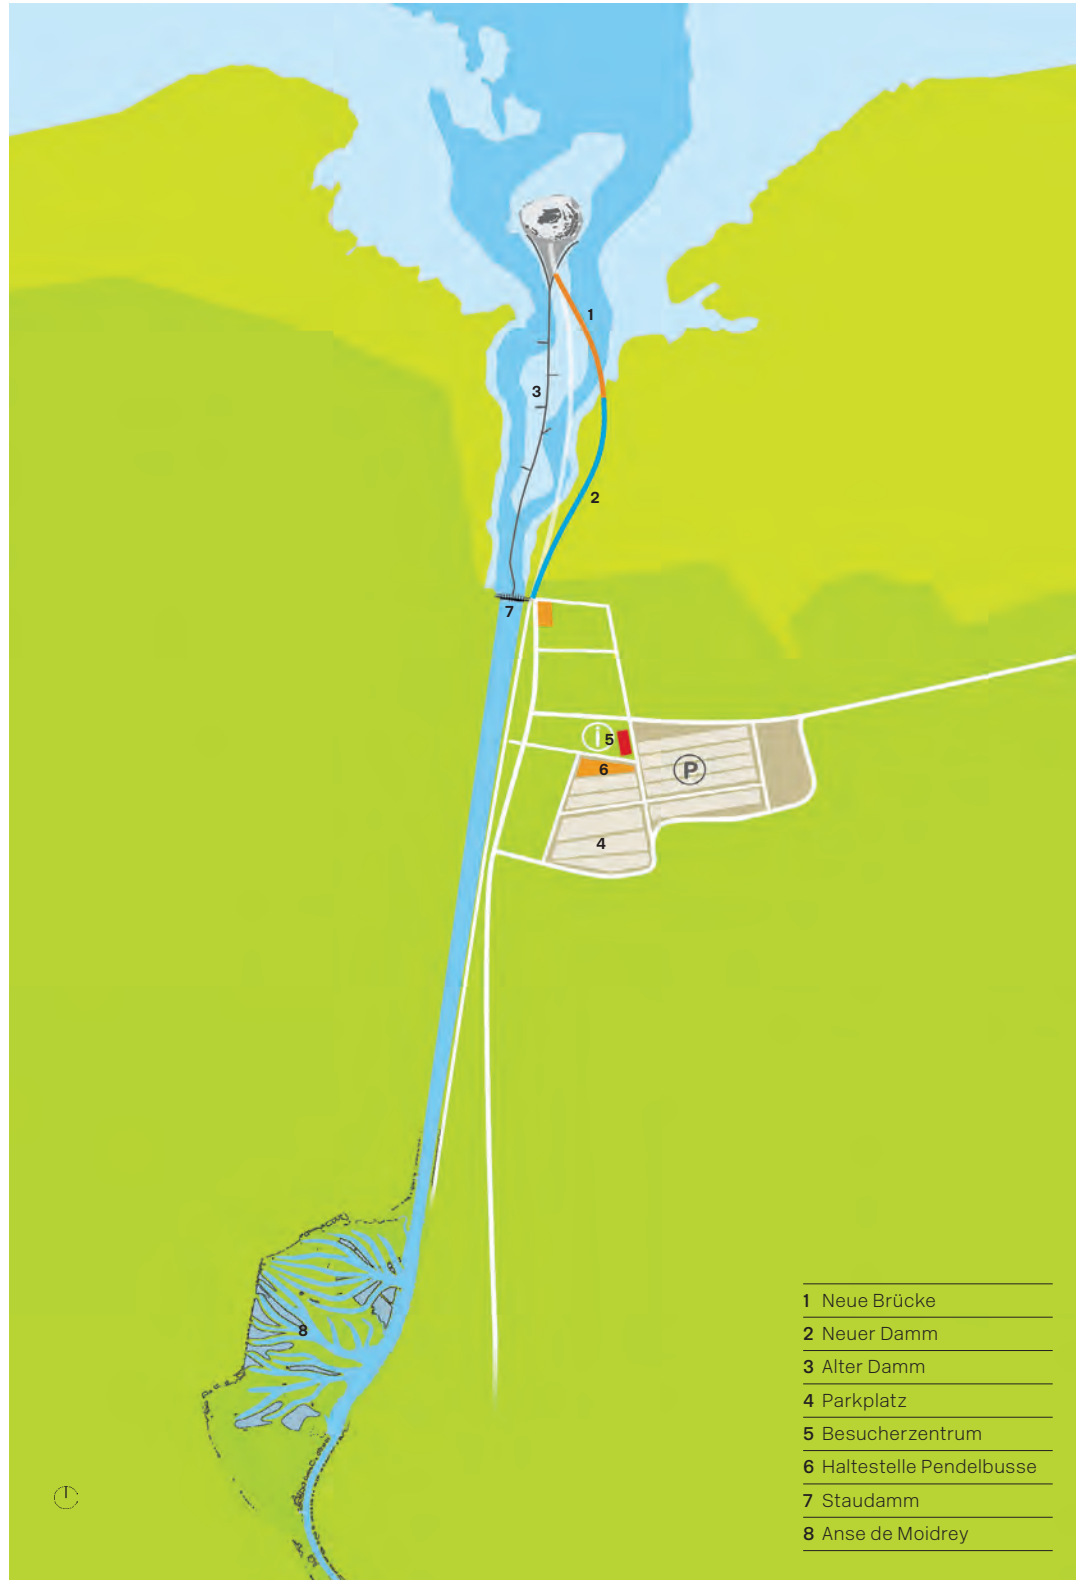 1
3
2
7
i
5
6
P
4
8
1 Neue Brücke
2 Neuer Damm
3 Alter Damm
4 Parkplatz
5 Besucherzentrum
6 Haltestelle Pendelbusse
7 Staudamm
8 Anse de Moidrey